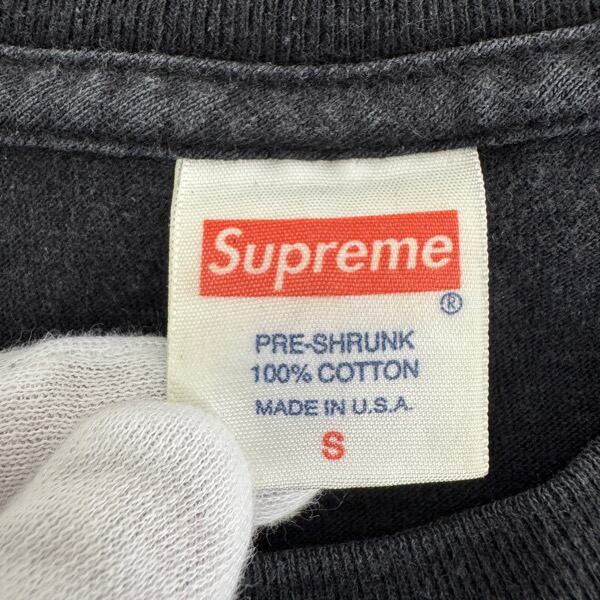 Supreme
®
PRE-SHRUNK
100% COTTON
MADE IN U.S.A.
S